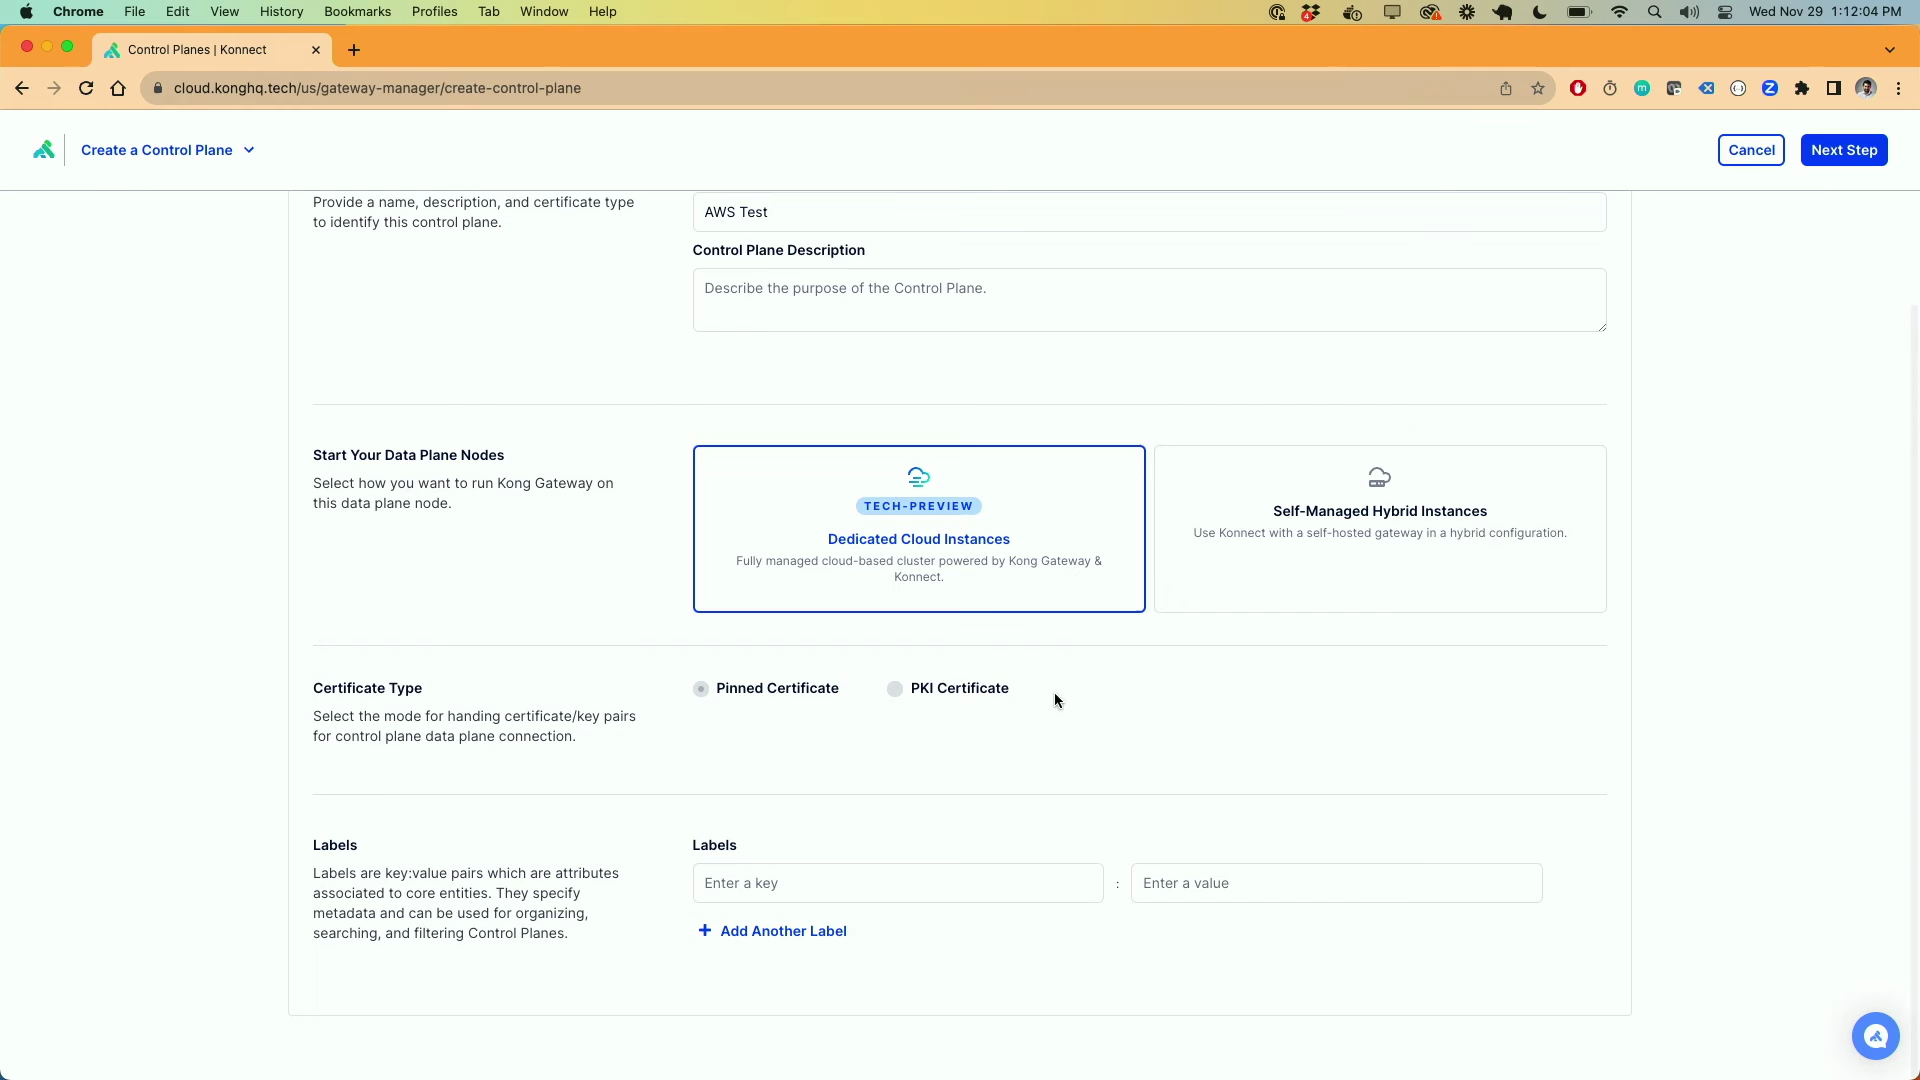 Chrome File Edit View History Bookmarks Profiles Tab Window Help
4
Wed Nov 29 1:12:04 PM
Control Planes | Konnect
cloud.konghq.tech/us/gateway-manager/create-control-plane
Create a Control Plane
Cancel
Next Step
Provide a name, description, and certificate type
to identify this control plane.
AWS Test
Control Plane Description
Describe the purpose of the Control Plane.
Start Your Data Plane Nodes
Select how you want to run Kong Gateway on
this data plane node.
TECH-PREVIEW
Dedicated Cloud Instances
Fully managed cloud-based cluster powered by Kong Gateway &
Konnect.
Self-Managed Hybrid Instances
Use Konnect with a self-hosted gateway in a hybrid configuration.
Certificate Type
Select the mode for handing certificate/key pairs
for control plane data plane connection.
Pinned Certificate
PKI Certificate
Labels
Labels are key:value pairs which are attributes
associated to core entities. They specify
metadata and can be used for organizing,
searching, and filtering Control Planes.
Labels
Enter a key
:
Enter a value
+ Add Another Label